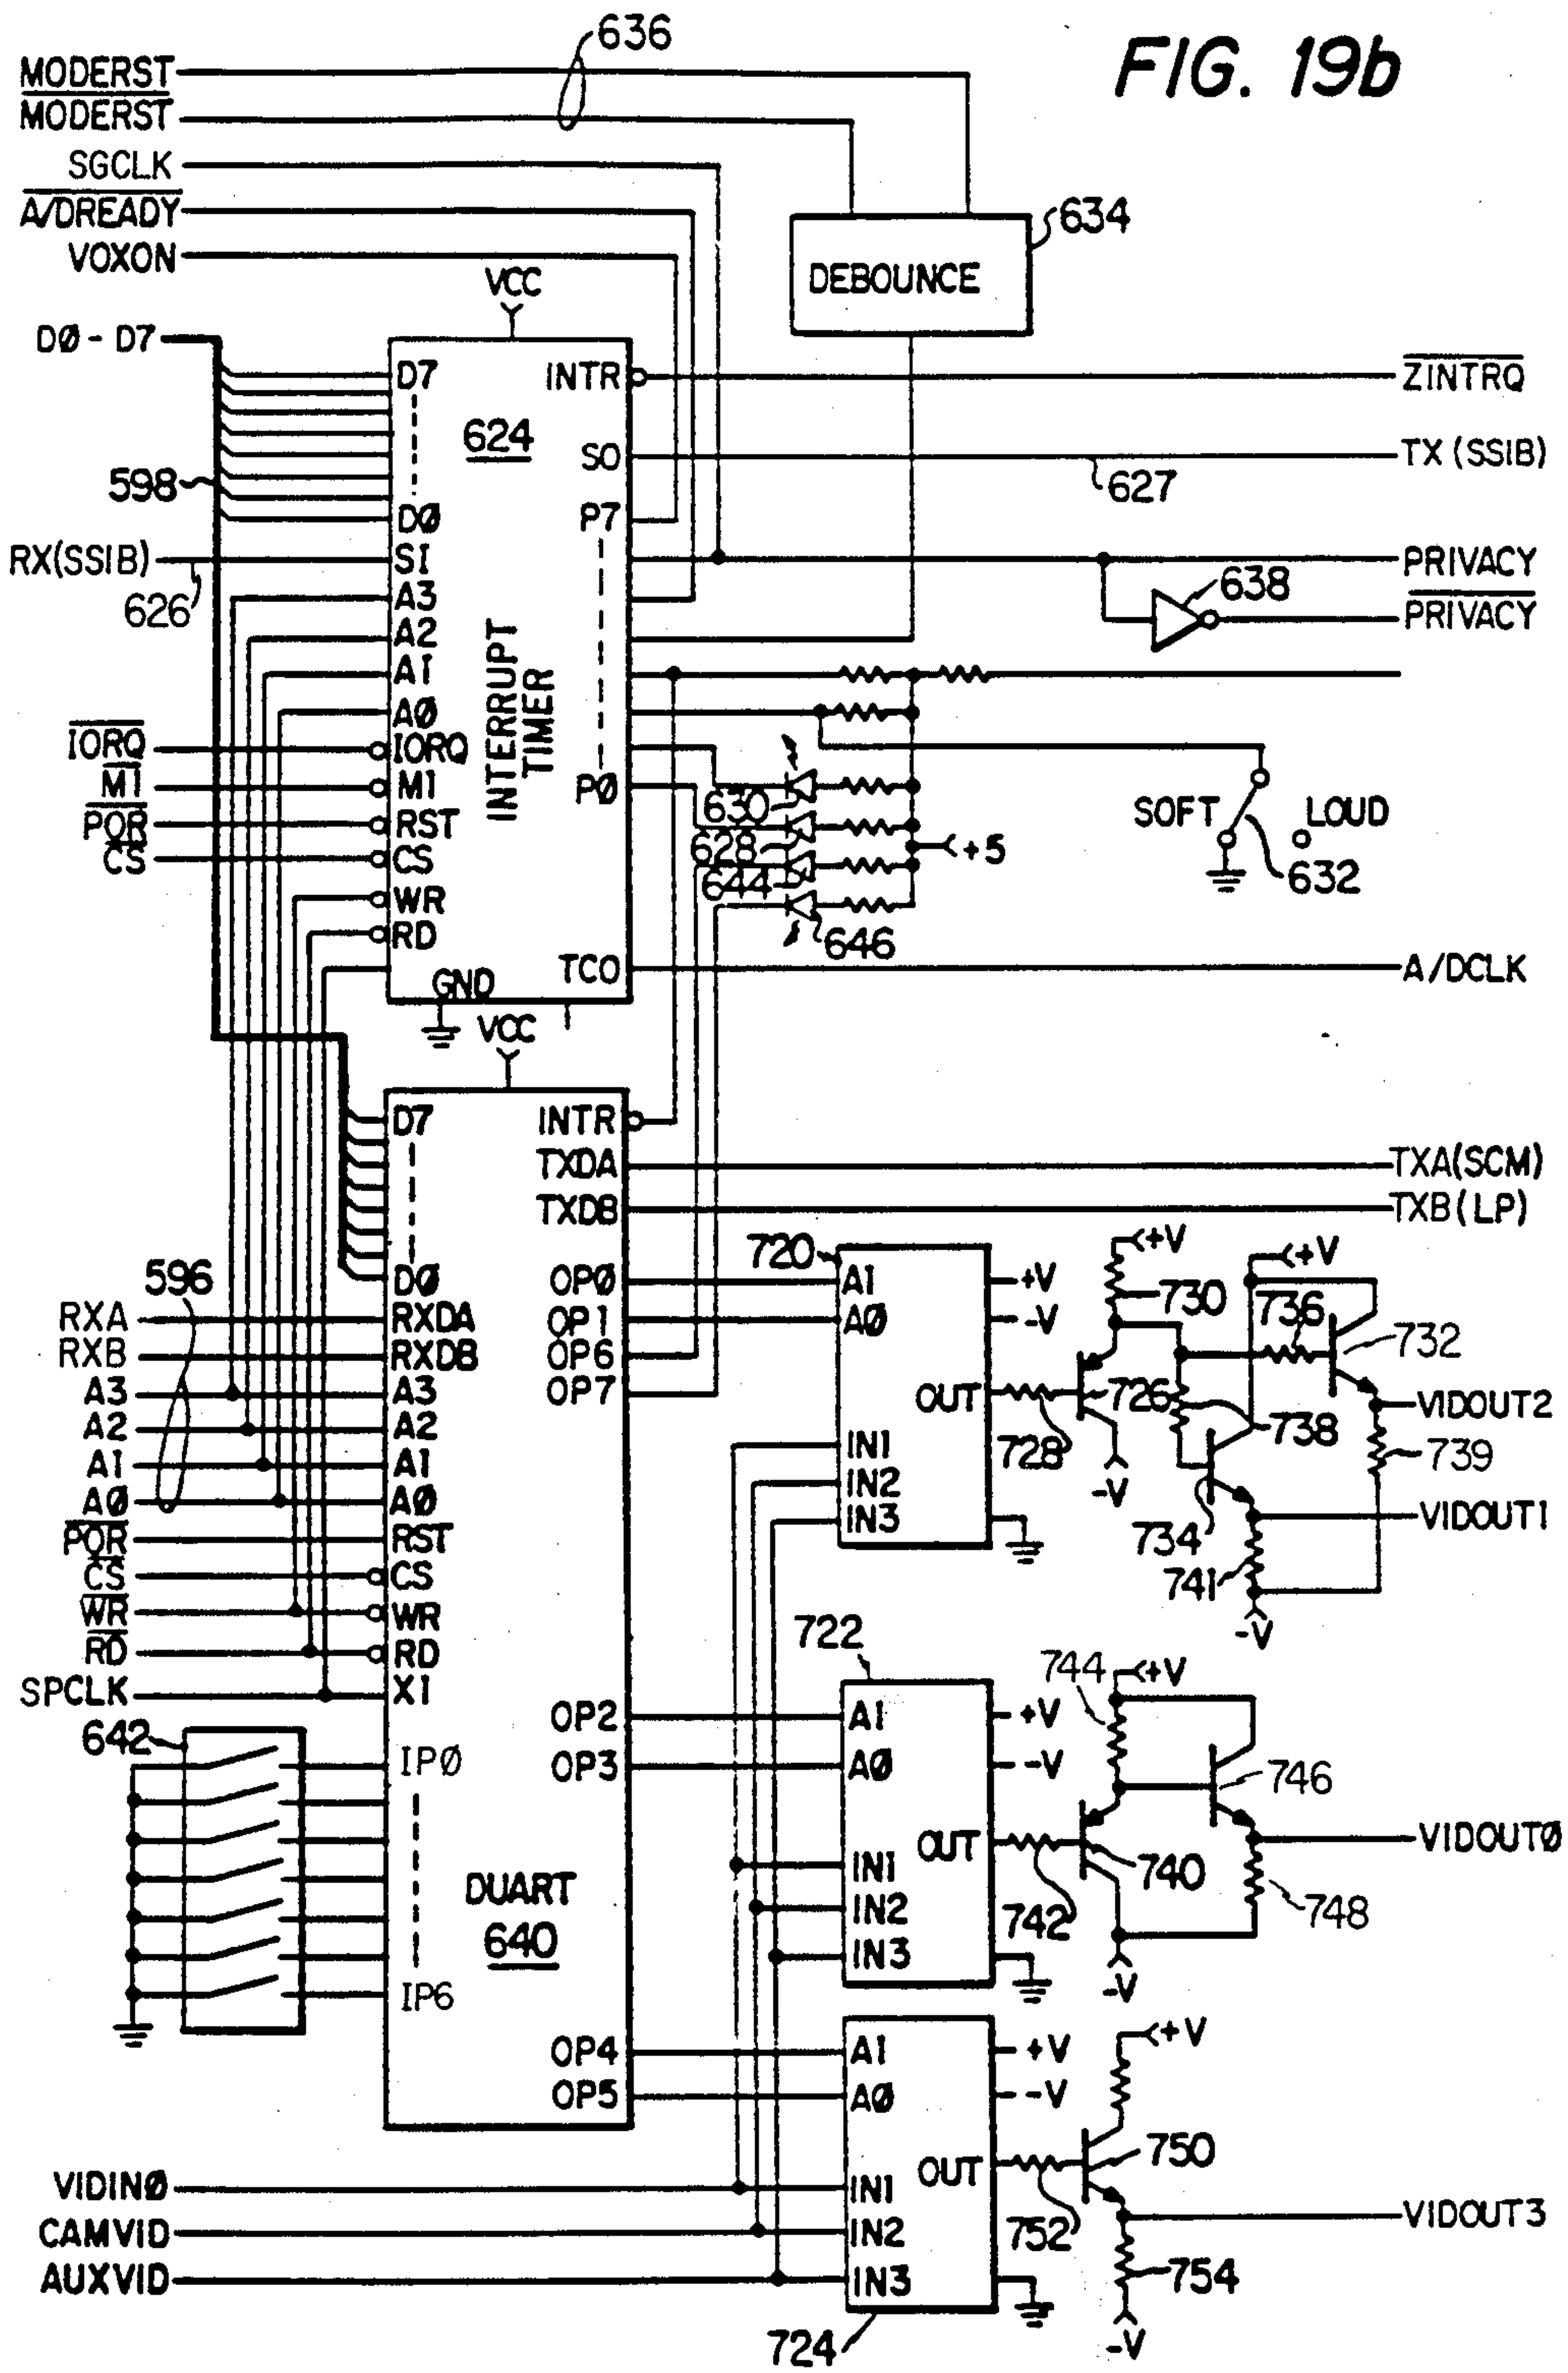 FIG. 19b
636
MODERST
MODERST
SGCLK
A/DREADY
VOXON
634
DEBOUNCE
VCC
D0 - D7
D7
INTR
ZINTRQ
624
598
SO
TX (SSIB)
627
D0
P7
RX(SSIB)
SI
PRIVACY
626
A3
638
PRIVACY
A2
A1
INTERRUPT TIMER
A0
IORQ
IORQ
M1
M1
P0
630
SOFT
LOUD
POR
RST
628
+5
CS
CS
644
632
WR
RD
646
GND
TCO
A/DCLK
VCC
D7
INTR
TXDA
TXA(SCM)
TXDB
TXB(LP)
D0
596
720
+V
+V
OP0
A1
+V
730
736
RXA
RXDA
OP1
A0
-V
732
RXB
RXDB
OP6
A3
A3
OP7
OUT
726
VIDOUT2
A2
A2
728
738
739
A1
A1
IN1
-V
A0
A0
IN2
POR
RST
IN3
734
VIDOUT1
CS
CS
741
WR
WR
-V
RD
RD
722
744
+V
SPCLK
X1
OP2
A1
+V
642
IP0
OP3
A0
-V
746
OUT
VIDOUT0
DUART
IN1
740
640
IN2
742
748
IN3
-V
IP6
+V
OP4
A1
+V
OP5
A0
-V
750
OUT
VIDIN0
IN1
752
VIDOUT3
CAMVID
IN2
AUXVID
IN3
754
724
-V